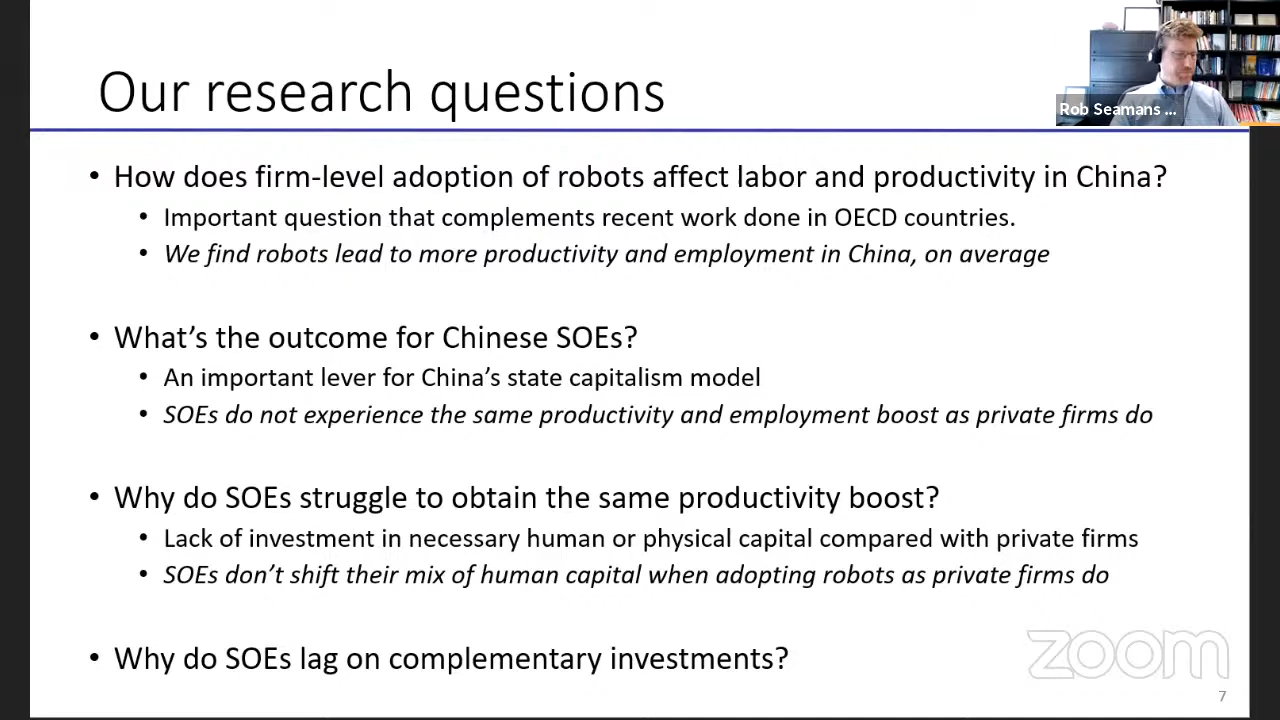 Our research questions
Rob Seamans ...
• How does firm-level adoption of robots affect labor and productivity in China?
• Important question that complements recent work done in OECD countries.
• We find robots lead to more productivity and employment in China, on average
• What’s the outcome for Chinese SOEs?
• An important lever for China’s state capitalism model
• SOEs do not experience the same productivity and employment boost as private firms do
• Why do SOEs struggle to obtain the same productivity boost?
• Lack of investment in necessary human or physical capital compared with private firms
• SOEs don’t shift their mix of human capital when adopting robots as private firms do
• Why do SOEs lag on complementary investments?
zoom
7